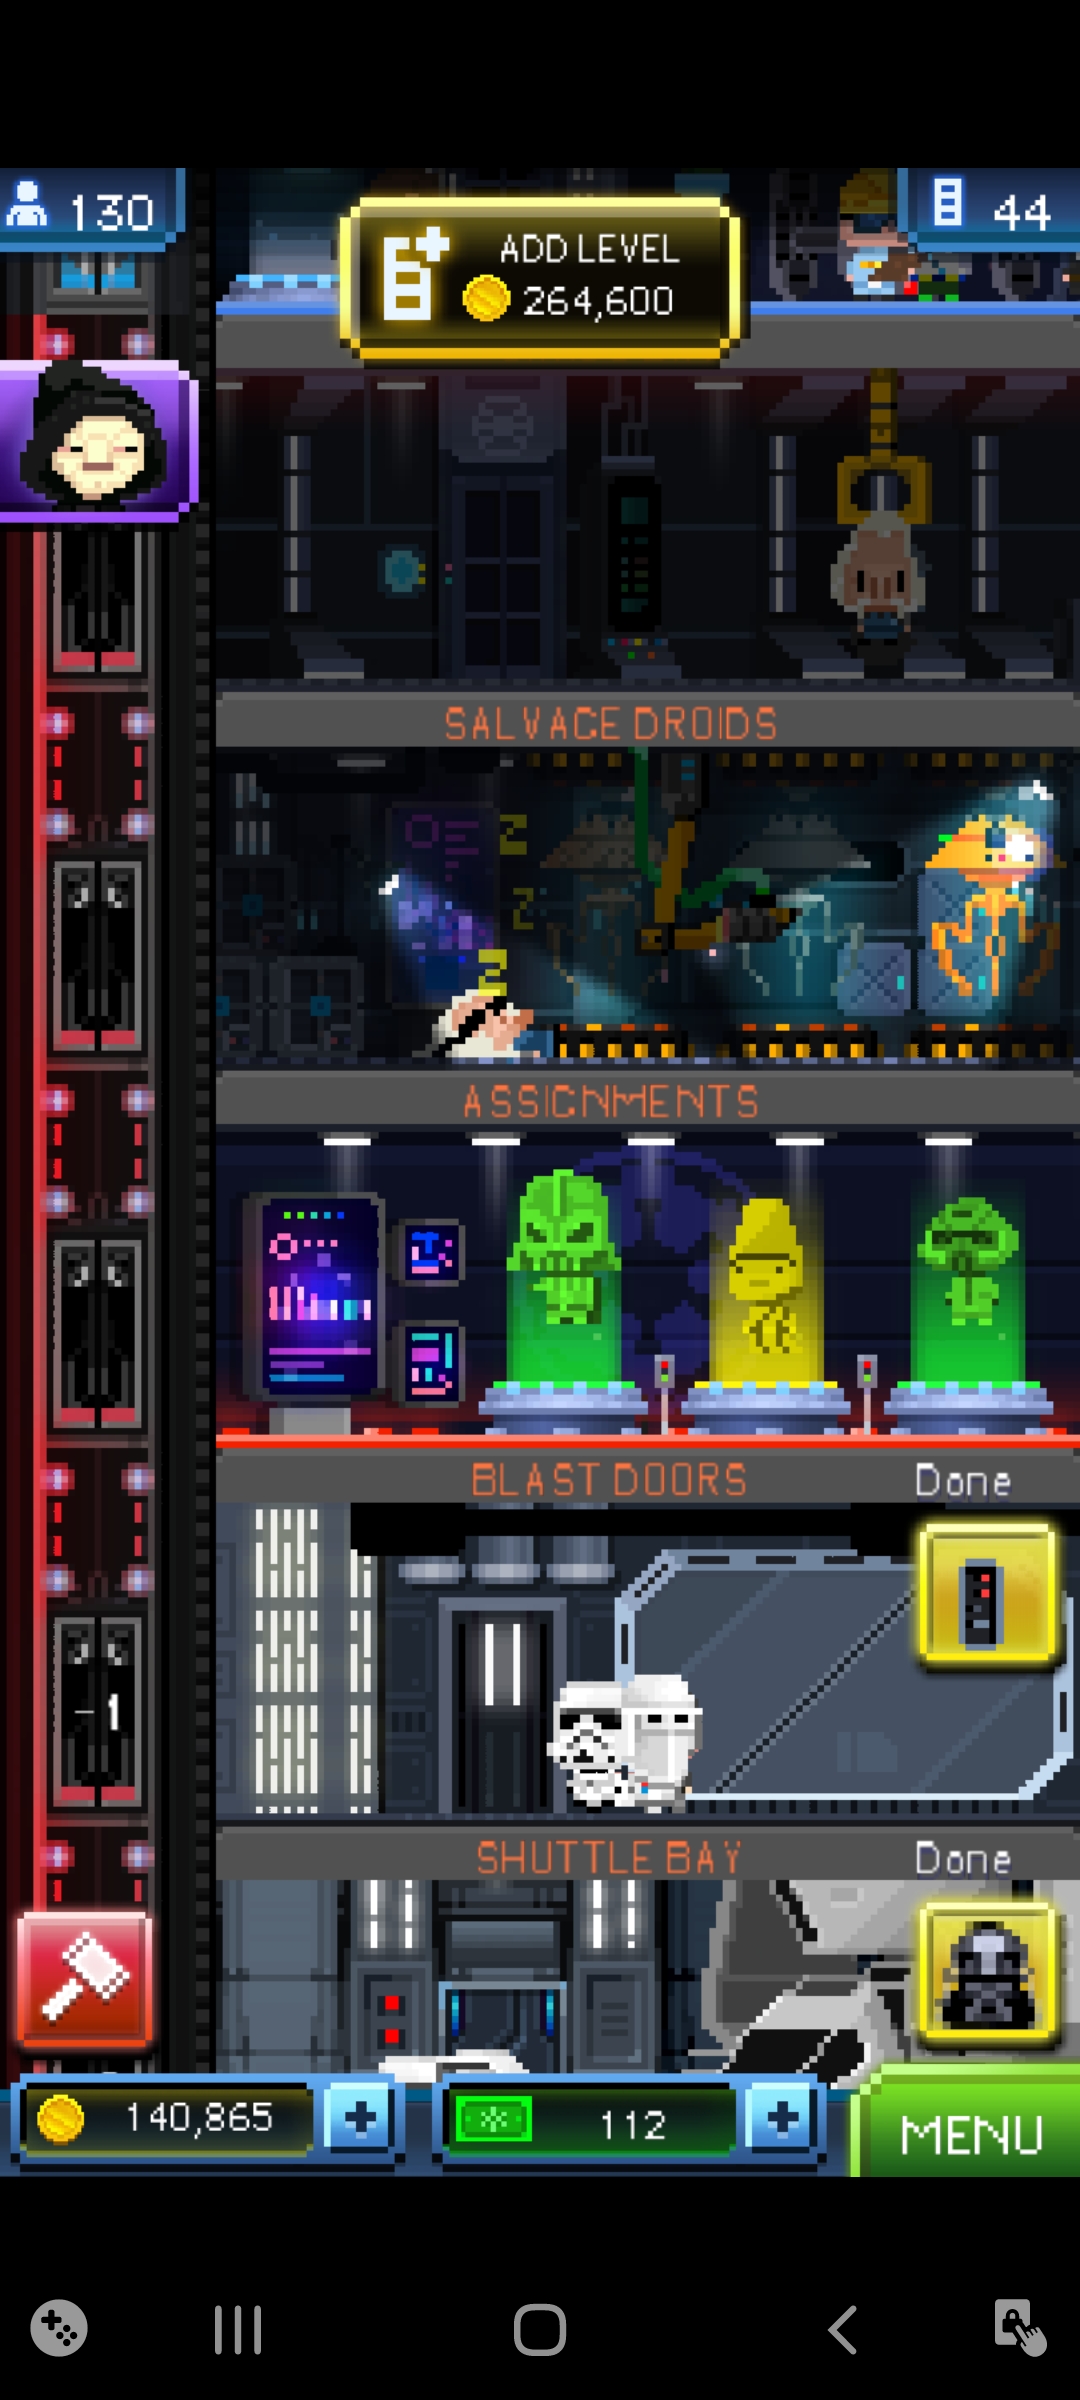 130
44
ADD LEVEL
264,600
SALVAGE DROIDS
Z
Z
Z
ASSIGNMENTS
BLAST DOORS Done
-1
SHUTTLE BAY Done
140,865
112
MENU